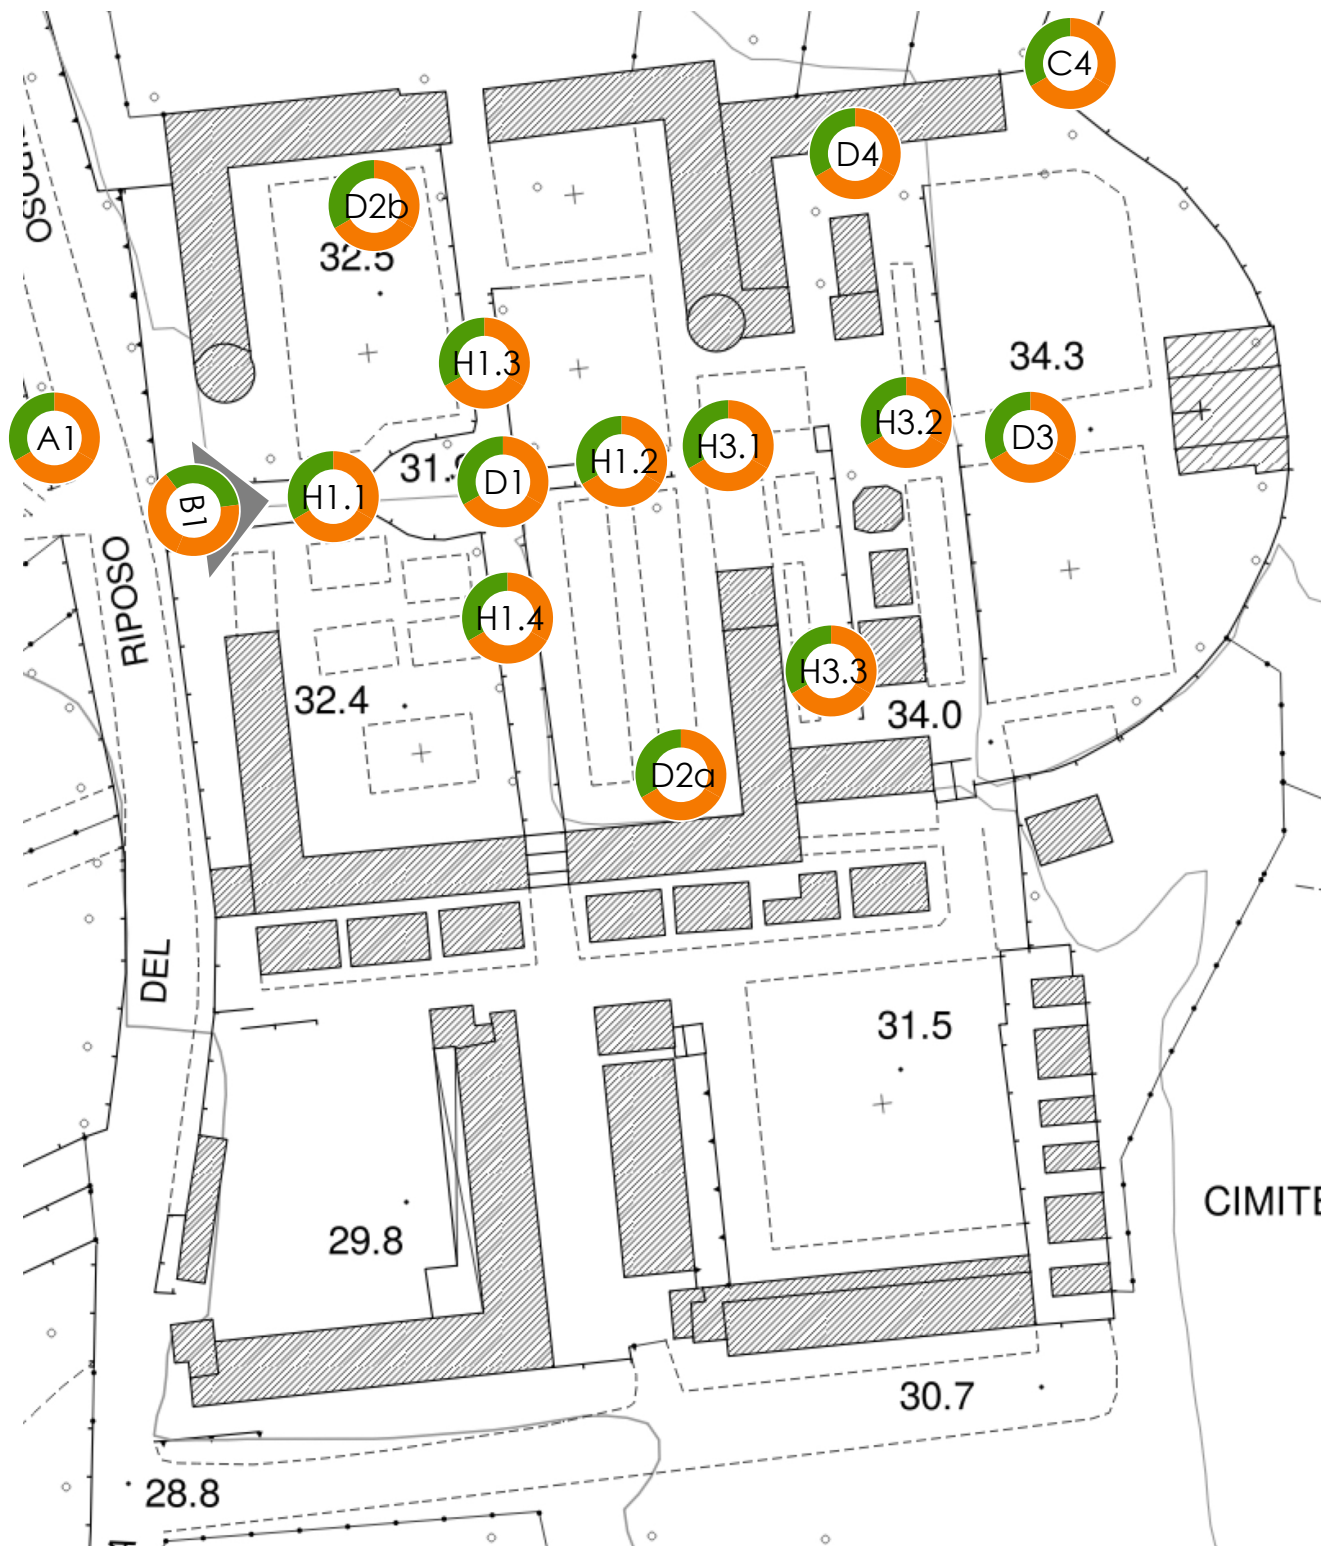 C4
D4
D2b
32.5
34.3
H1.3
H3.2
D3
A1
H3.1
H1.2
31.9
D1
H1.1
B1
RIPOSO
H1.4
H3.3
32.4
34.0
D2a
DEL
31.5
29.8
CIMITE
30.7
28.8